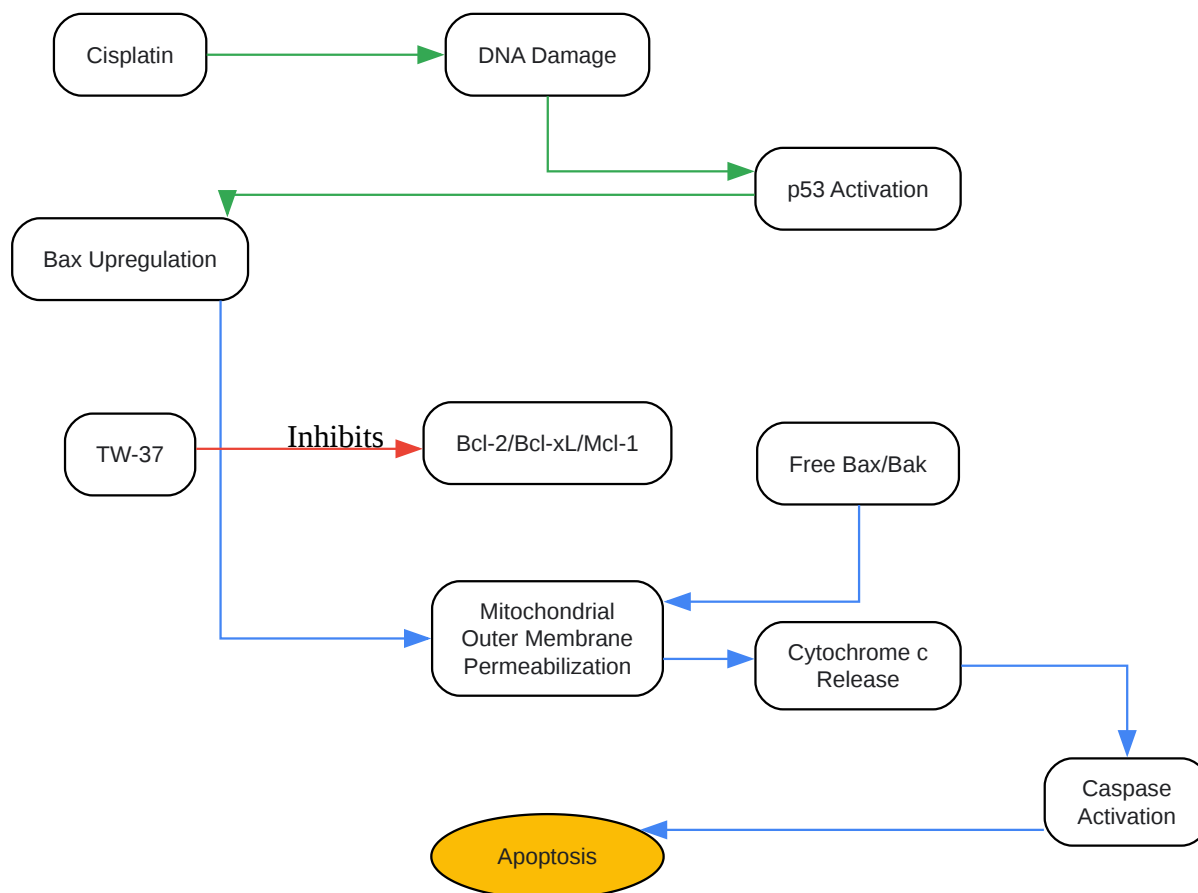 Cisplatin
DNA Damage
p53 Activation
Bax Upregulation
TW-37
Inhibits
Bcl-2/Bcl-xL/Mcl-1
Free Bax/Bak
Mitochondrial
Outer Membrane
Permeabilization
Cytochrome c
Release
Caspase
Activation
Apoptosis